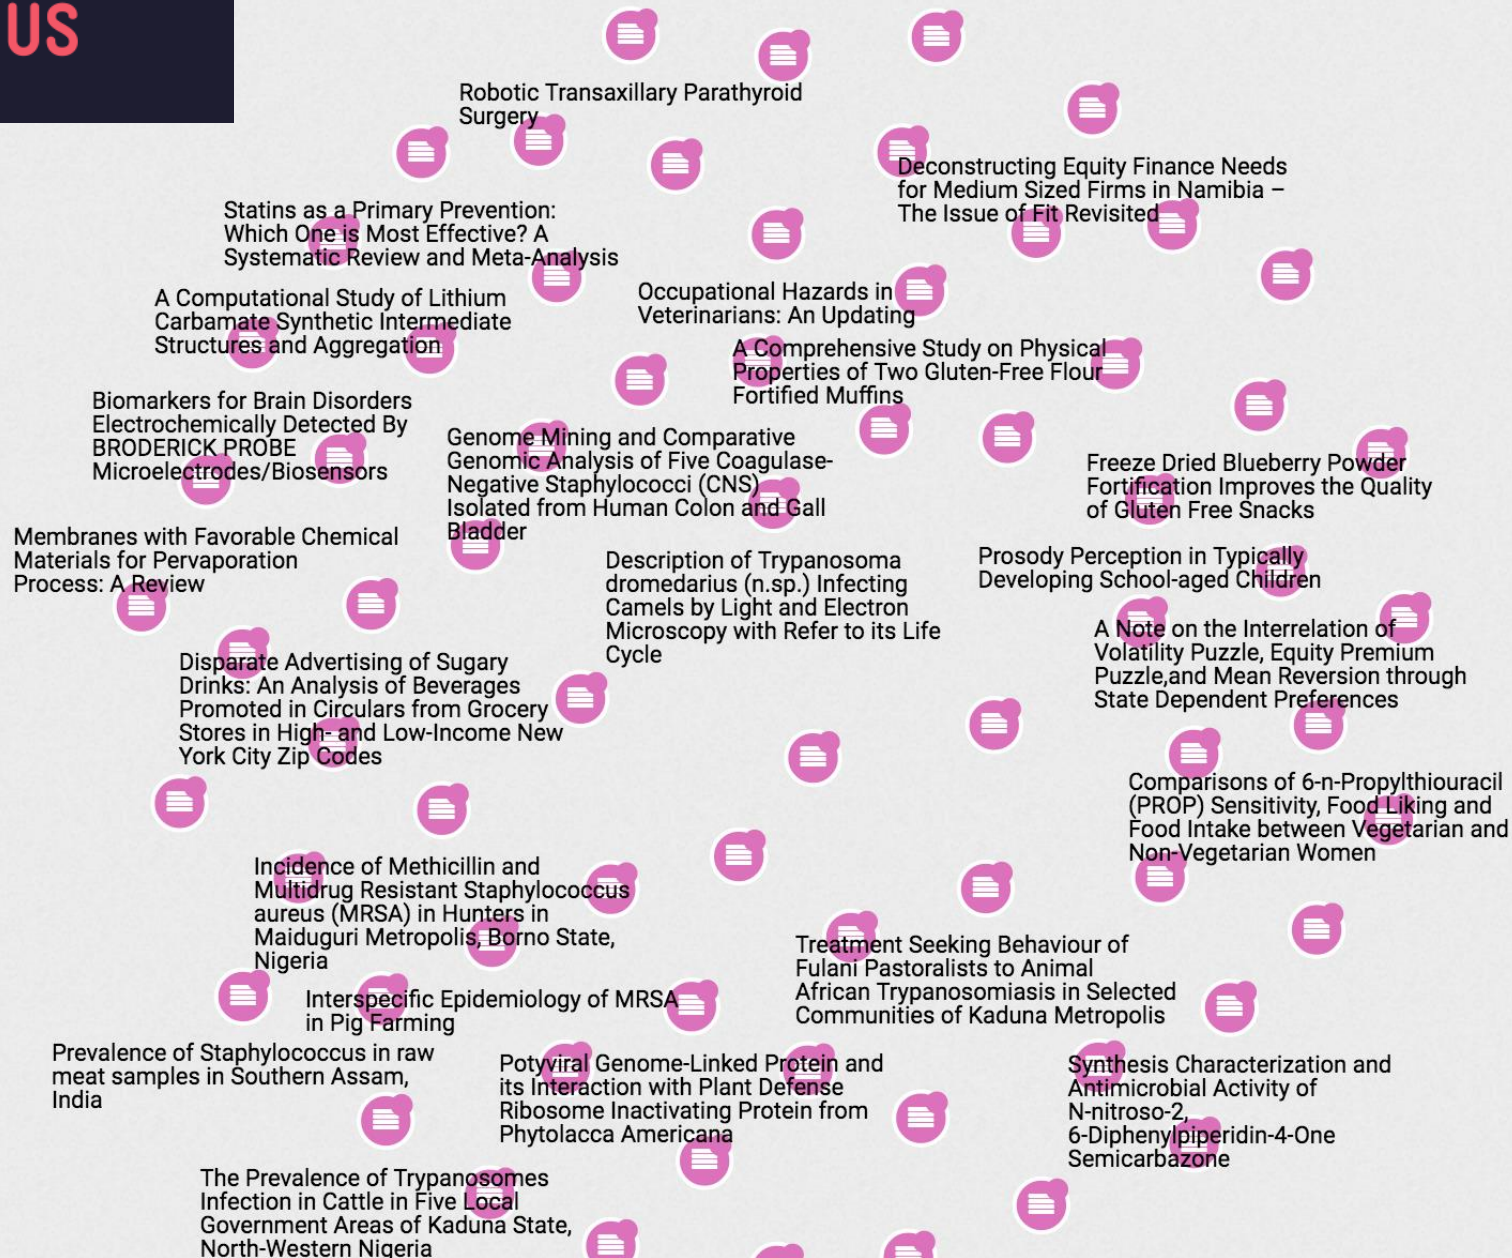 US
Robotic Transaxillary Parathyroid
Surgery
Deconstructing Equity Finance Needs
for Medium Sized Firms in Namibia –
The Issue of Fit Revisited
Statins as a Primary Prevention:
Which One is Most Effective? A
Systematic Review and Meta-Analysis
A Computational Study of Lithium
Carbamate Synthetic Intermediate
Structures and Aggregation
Occupational Hazards in
Veterinarians: An Updating
A Comprehensive Study on Physical
Properties of Two Gluten-Free Flour
Fortified Muffins
Biomarkers for Brain Disorders
Electrochemically Detected By
BRODERICK PROBE
Microelectrodes/Biosensors
Genome Mining and Comparative
Genomic Analysis of Five Coagulase-
Negative Staphylococci (CNS)
Isolated from Human Colon and Gall
Bladder
Freeze Dried Blueberry Powder
Fortification Improves the Quality
of Gluten Free Snacks
Membranes with Favorable Chemical
Materials for Pervaporation
Process: A Review
Description of Trypanosoma
dromedarius (n.sp.) Infecting
Camels by Light and Electron
Microscopy with Refer to its Life
Cycle
Prosody Perception in Typically
Developing School-aged Children
A Note on the Interrelation of
Volatility Puzzle, Equity Premium
Puzzle,and Mean Reversion through
State Dependent Preferences
Disparate Advertising of Sugary
Drinks: An Analysis of Beverages
Promoted in Circulars from Grocery
Stores in High- and Low-Income New
York City Zip Codes
Comparisons of 6-n-Propylthiouracil
(PROP) Sensitivity, Food Liking and
Food Intake between Vegetarian and
Non-Vegetarian Women
Incidence of Methicillin and
Multidrug Resistant Staphylococcus
aureus (MRSA) in Hunters in
Maiduguri Metropolis, Borno State,
Nigeria
Treatment Seeking Behaviour of
Fulani Pastoralists to Animal
African Trypanosomiasis in Selected
Communities of Kaduna Metropolis
Interspecific Epidemiology of MRSA
in Pig Farming
Prevalence of Staphylococcus in raw
meat samples in Southern Assam,
India
Potyviral Genome-Linked Protein and
its Interaction with Plant Defense
Ribosome Inactivating Protein from
Phytolacca Americana
Synthesis Characterization and
Antimicrobial Activity of
N-nitroso-2,
6-Diphenylpiperidin-4-One
Semicarbazone
The Prevalence of Trypanosomes
Infection in Cattle in Five Local
Government Areas of Kaduna State,
North-Western Nigeria